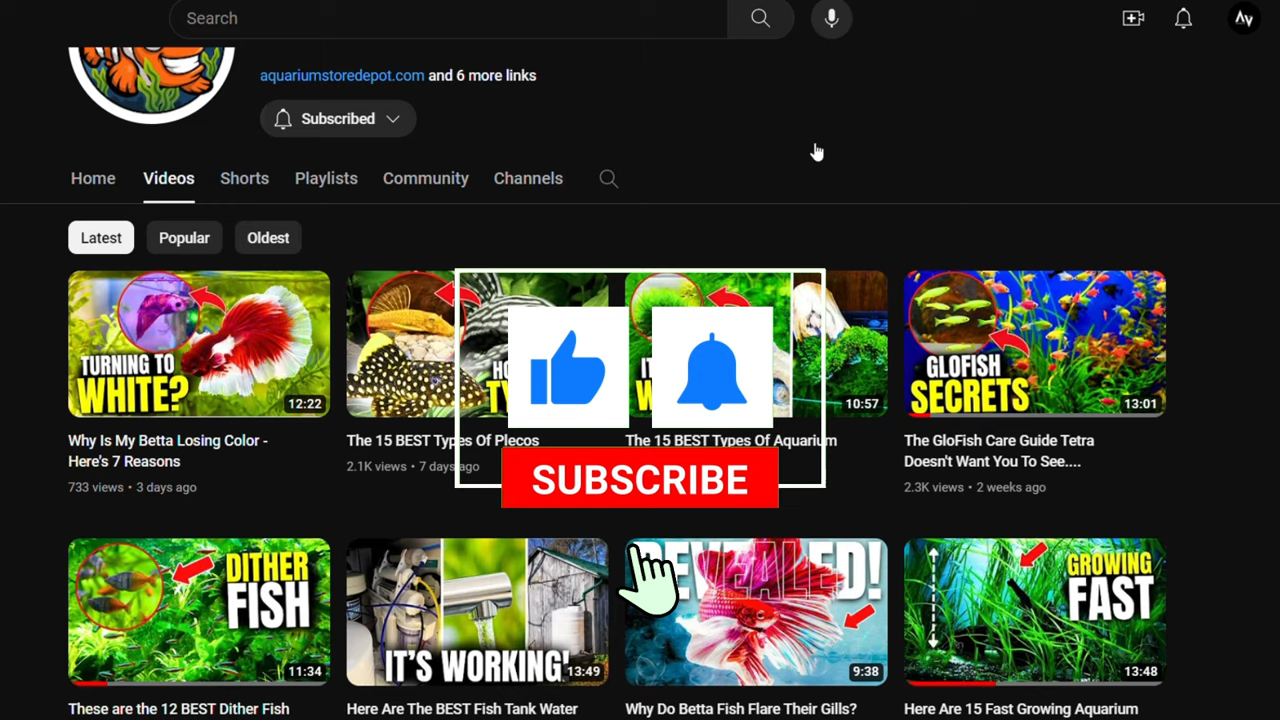 Search
aquariumstoredepot.com and 6 more links
Subscribed
Home Videos Shorts Playlists Community Channels
Latest Popular Oldest
TURNING TO
WHITE?
12:22
10:57
GLOFISH
SECRETS
13:01
Why Is My Betta Losing Color -
Here's 7 Reasons
733 views • 3 days ago
The 15 BEST Types Of Plecos
2.1K views • 7 days ago
The 15 BEST Types Of Aquarium
The GloFish Care Guide Tetra
Doesn't Want You To See....
2.3K views • 2 weeks ago
SUBSCRIBE
DITHER
FISH
11:34
IT'S WORKING!
13:49
REVEALED!
9:38
GROWING
FAST
13:48
These are the 12 BEST Dither Fish
Here Are The BEST Fish Tank Water
Why Do Betta Fish Flare Their Gills?
Here Are 15 Fast Growing Aquarium